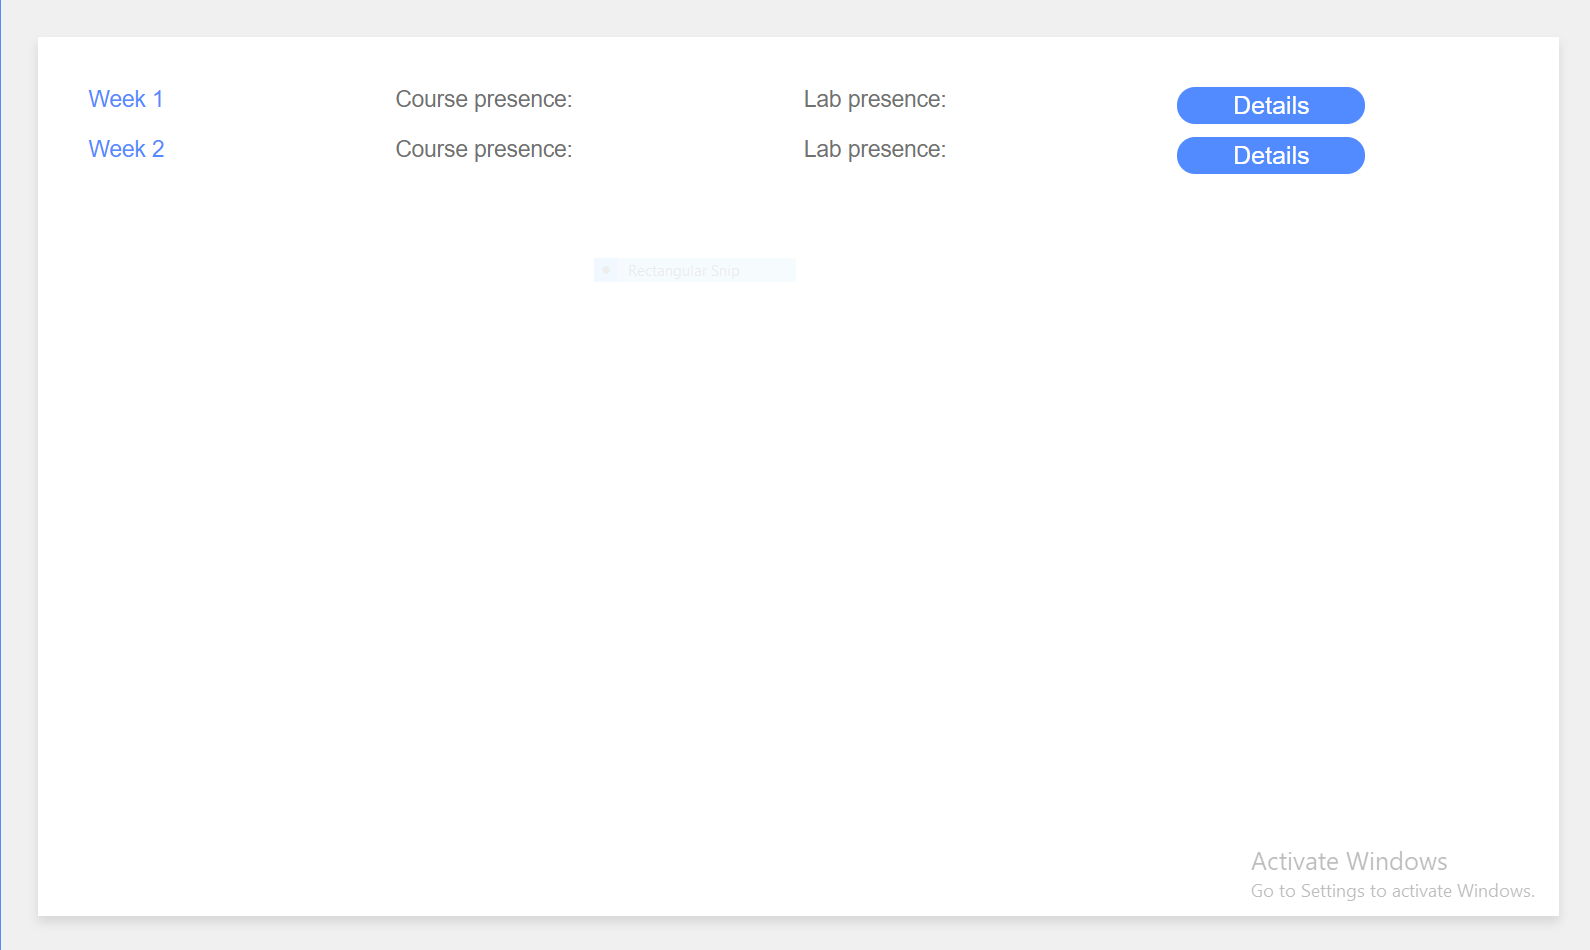 Week 1 Course presence: Lab presence: Details
Week 2 Course presence: Lab presence: Details
Rectangular Snip
Activate Windows
Go to Settings to activate Windows.